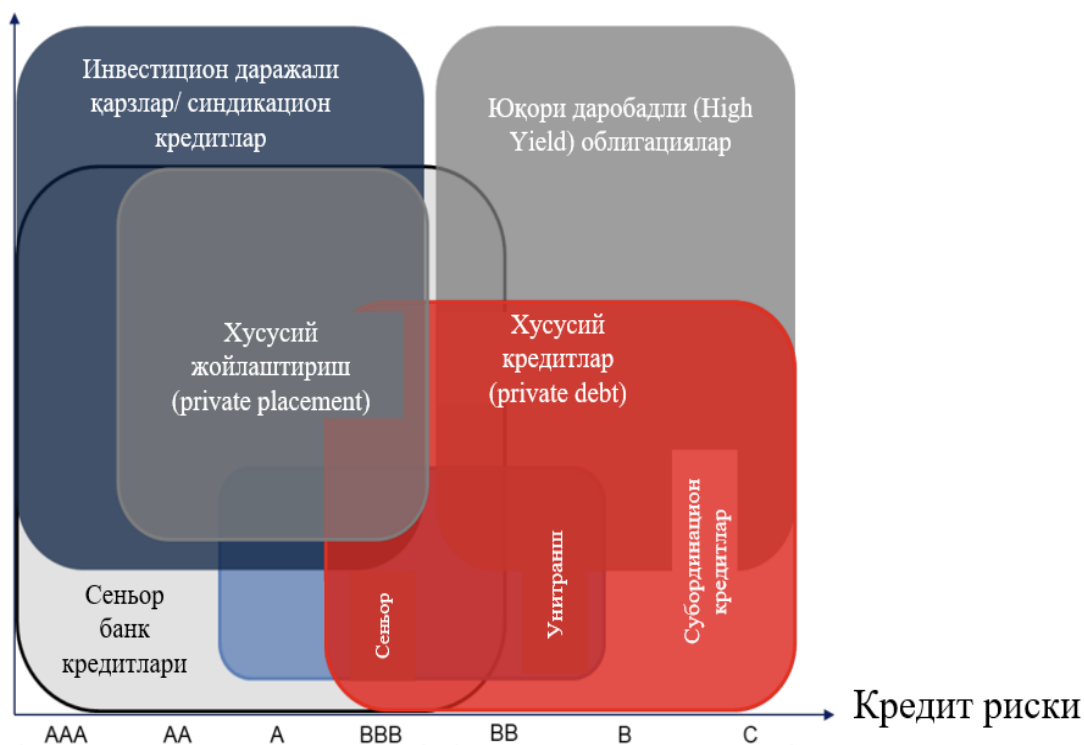 Инвестицион даражали
қарзлар/ синдикацион
кредитлар
Юқори даробадли (High
Yield) облигациялар
Хусусий
жойлаштириш
(private placement)
Хусусий
кредитлар
(private debt)
Сеньор
банк
кредитлари
Сеньор
Унитранш
Субординацион
кредитлар
Кредит риски
AAA AA A BBB BB B C